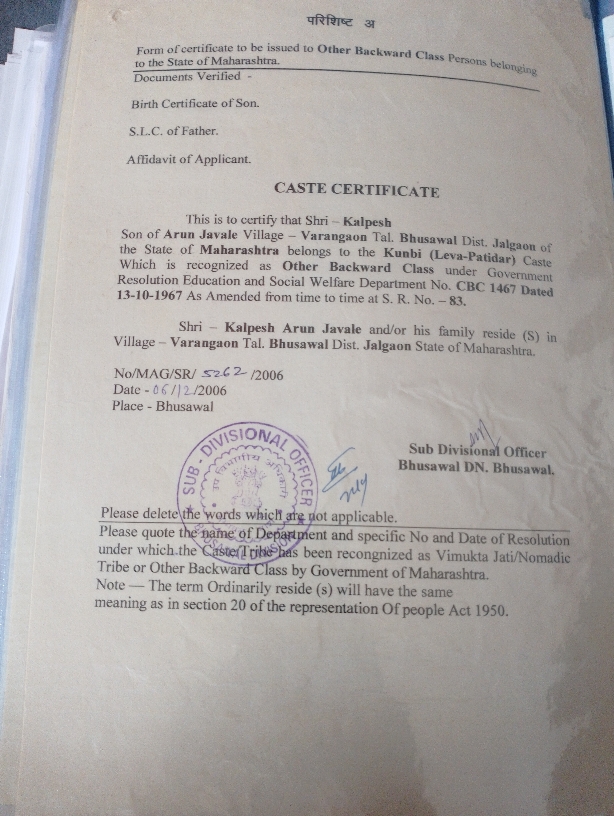 परिशिष्ट अ
Form of certificate to be issued to Other Backward Class Persons belonging
to the State of Maharashtra.
Documents Verified -
Birth Certificate of Son.
S.L.C. of Father.
Affidavit of Applicant.
CASTE CERTIFICATE
This is to certify that Shri – Kalpesh
Son of Arun Javale Village – Varangaon Tal. Bhusawal Dist. Jalgaon of
the State of Maharashtra belongs to the Kunbi (Leva-Patidar) Caste
Which is recognized as Other Backward Class under Government
Resolution Education and Social Welfare Department No. CBC 1467 Dated
13-10-1967 As Amended from time to time at S. R. No. – 83.
Shri – Kalpesh Arun Javale and/or his family reside (S) in
Village – Varangaon Tal. Bhusawal Dist. Jalgaon State of Maharashtra.
No/MAG/SR/ 5262 /2006
Date - 06/12/2006
Place - Bhusawal
Sub Divisional Officer
Bhusawal DN. Bhusawal.
SUB - DIVISIONAL OFFICER
BHUSAWAL DIVISION
Please delete the words which are not applicable.
Please quote the name of Department and specific No and Date of Resolution
under which the Caste/Tribe has been recongnized as Vimukta Jati/Nomadic
Tribe or Other Backward Class by Government of Maharashtra.
Note — The term Ordinarily reside (s) will have the same
meaning as in section 20 of the representation Of people Act 1950.